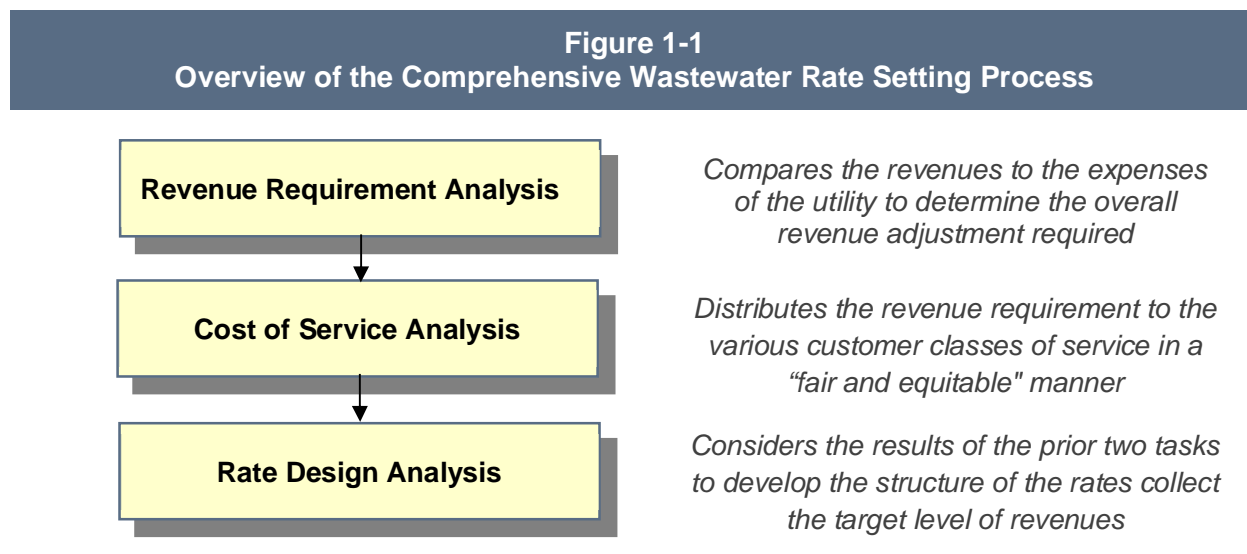 Figure 1-1
Overview of the Comprehensive Wastewater Rate Setting Process
Revenue Requirement Analysis
Compares the revenues to the expenses
of the utility to determine the overall
revenue adjustment required
Cost of Service Analysis
Distributes the revenue requirement to the
various customer classes of service in a
“fair and equitable" manner
Rate Design Analysis
Considers the results of the prior two tasks
to develop the structure of the rates collect
the target level of revenues